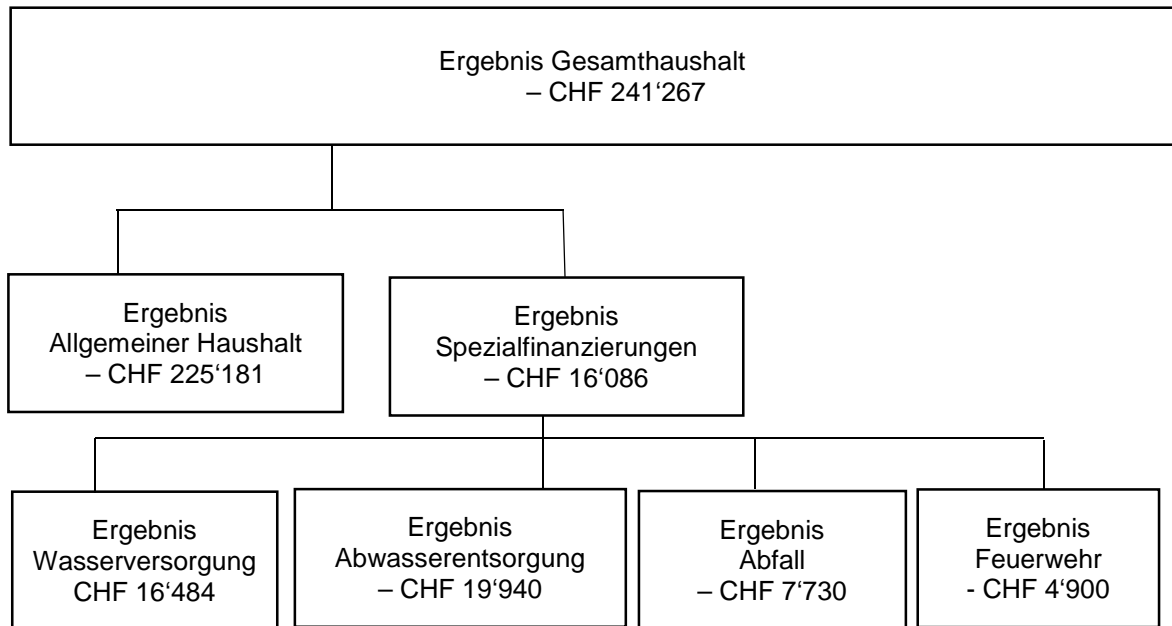 Ergebnis Gesamthaushalt
– CHF 241‘267
Ergebnis
Allgemeiner Haushalt
– CHF 225‘181
Ergebnis
Spezialfinanzierungen
– CHF 16‘086
Ergebnis
Wasserversorgung
CHF 16‘484
Ergebnis
Abwasserentsorgung
– CHF 19‘940
Ergebnis
Abfall
– CHF 7‘730
Ergebnis
Feuerwehr
- CHF 4‘900